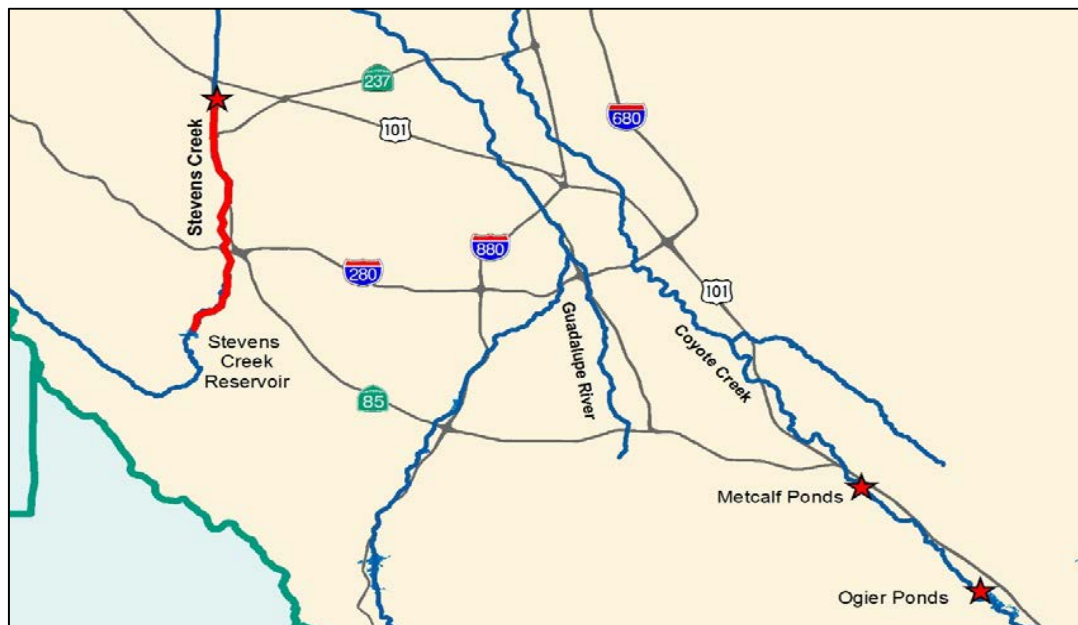 237
101
680
Stevens Creek
880
280
101
Guadalupe River
Coyote Creek
Stevens
Creek
Reservoir
85
Metcalf Ponds
Ogier Ponds